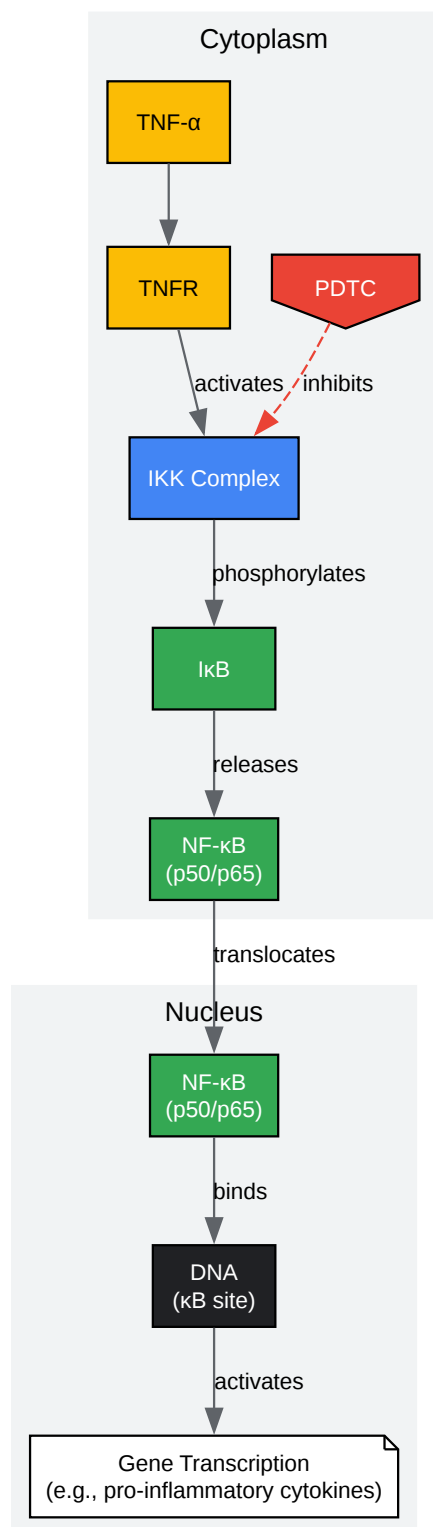 Cytoplasm
TNF-α
TNFR
PDTC
activates
inhibits
IKK Complex
phosphorylates
IκB
releases
NF-κB
(p50/p65)
translocates
Nucleus
NF-κB
(p50/p65)
binds
DNA
(κB site)
activates
Gene Transcription
(e.g., pro-inflammatory cytokines)